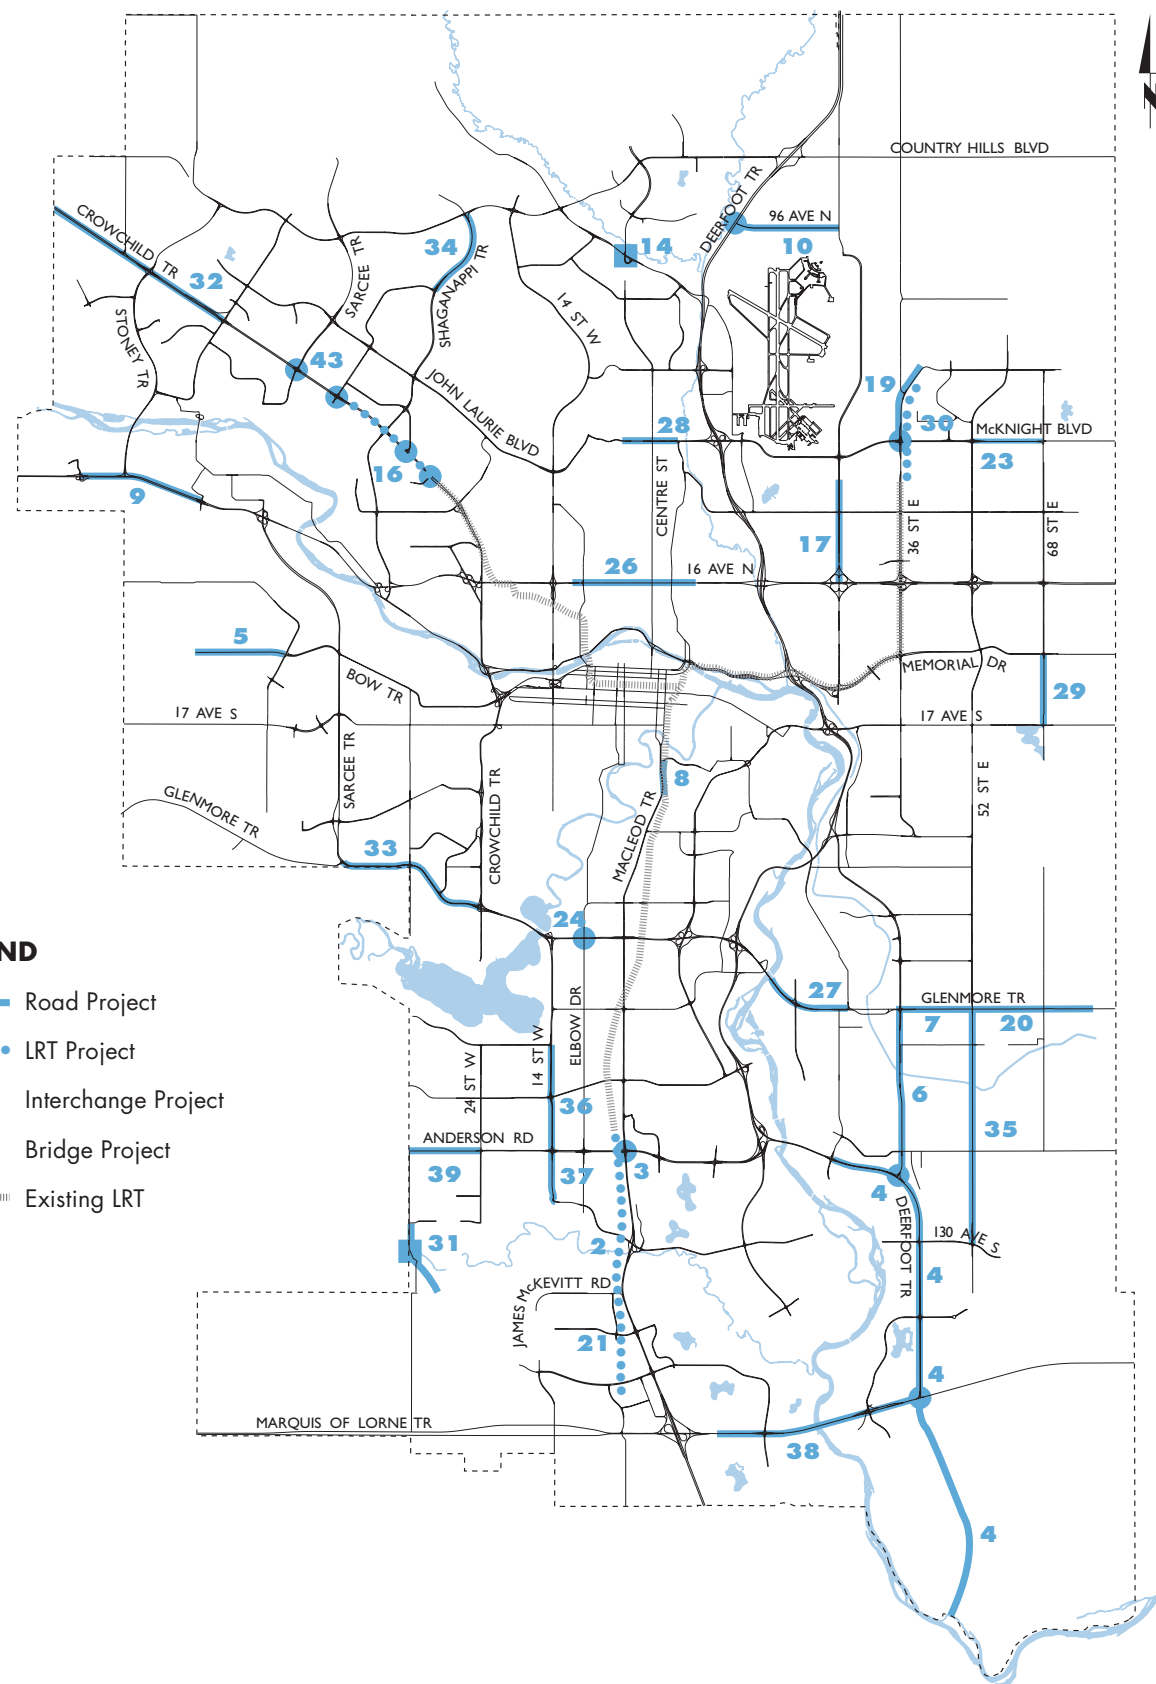 COUNTRY HILLS BLVD
DEERFOOT TR
96 AVE N
10
14
CROWCHILD TR
32
SARCEE TR
34
SHAGANAPPI TR
14 ST W
STONEY TR
43
JOHN LAURIE BLVD
19
30
McKNIGHT BLVD
23
28
16
9
CENTRE ST
17
36 ST E
68 ST E
26
16 AVE N
5
BOW TR
MEMORIAL DR
29
17 AVE S
17 AVE S
SARCEE TR
8
52 ST E
GLENMORE TR
CROWCHILD TR
MACLEOD TR
33
24
ND
Road Project
LRT Project
Interchange Project
Bridge Project
Existing LRT
27
GLENMORE TR
7
20
ELBOW DR
14 ST W
24 ST W
36
6
35
ANDERSON RD
39
37
3
4
DEERFOOT TR
130 AVE S
31
2
4
JAMES McKEVITT RD
21
4
MARQUIS OF LORNE TR
38
4